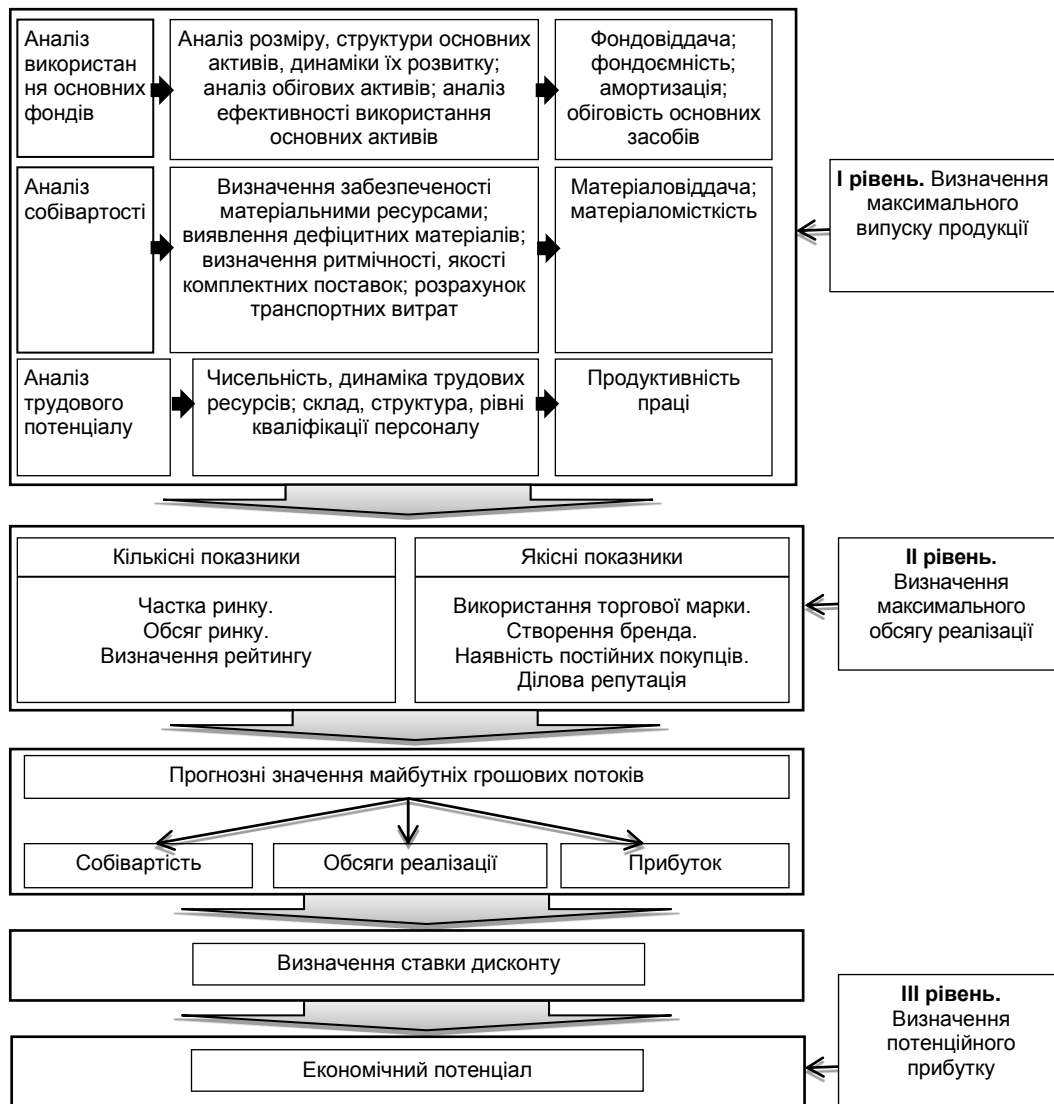 Аналіз
використан
ня основних
фондів
Аналіз розміру, структури основних
активів, динаміки їх розвитку;
аналіз обігових активів; аналіз
ефективності використання
основних активів
Фондовіддача;
фондоємність;
амортизація;
обіговість основних
засобів
Аналіз
собівартості
Визначення забезпеченості
матеріальними ресурсами;
виявлення дефіцитних матеріалів;
визначення ритмічності, якості
комплектних поставок; розрахунок
транспортних витрат
Матеріаловіддача;
матеріаломісткість
Аналіз
трудового
потенціалу
Чисельність, динаміка трудових
ресурсів; склад, структура, рівні
кваліфікації персоналу
Продуктивність
праці
I рівень. Визначення
максимального
випуску продукції
Кількісні показники
Частка ринку.
Обсяг ринку.
Визначення рейтингу
Якісні показники
Використання торгової марки.
Створення бренда.
Наявність постійних покупців.
Ділова репутація
II рівень.
Визначення
максимального
обсягу реалізації
Прогнозні значення майбутніх грошових потоків
Собівартість
Обсяги реалізації
Прибуток
Визначення ставки дисконту
Економічний потенціал
III рівень.
Визначення
потенційного
прибутку